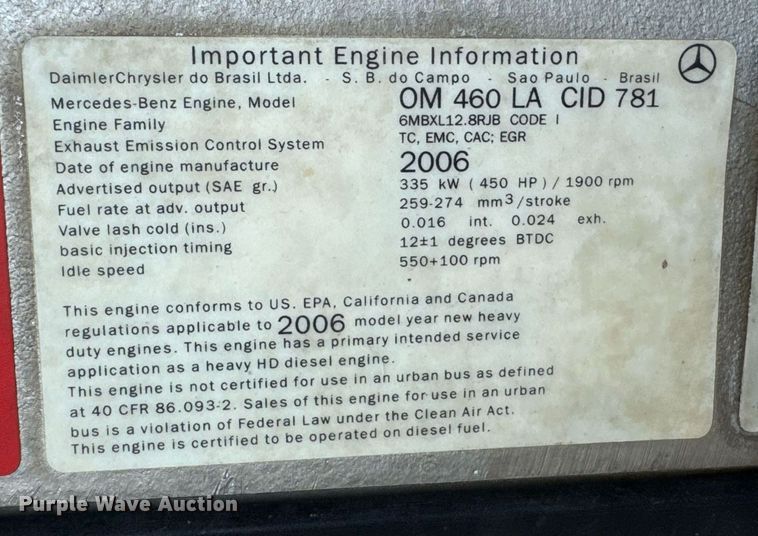 Important Engine Information
DaimlerChrysler do Brasil Ltda. - S. B. do Campo - Sao Paulo - Brasil
Mercedes-Benz Engine, Model OM 460 LA CID 781
Engine Family 6MBXL12.8RJB CODE I
Exhaust Emission Control System TC, EMC, CAC; EGR
Date of engine manufacture 2006
Advertised output (SAE gr.) 335 kW ( 450 HP ) / 1900 rpm
Fuel rate at adv. output 259-274 mm3/stroke
Valve lash cold (ins.) 0.016 int. 0.024 exh.
basic injection timing 12±1 degrees BTDC
Idle speed 550+100 rpm
This engine conforms to US. EPA, California and Canada
regulations applicable to 2006 model year new heavy
duty engines. This engine has a primary intended service
application as a heavy HD diesel engine.
This engine is not certified for use in an urban bus as defined
at 40 CFR 86.093-2. Sales of this engine for use in an urban
bus is a violation of Federal Law under the Clean Air Act.
This engine is certified to be operated on diesel fuel.
Purple Wave Auction